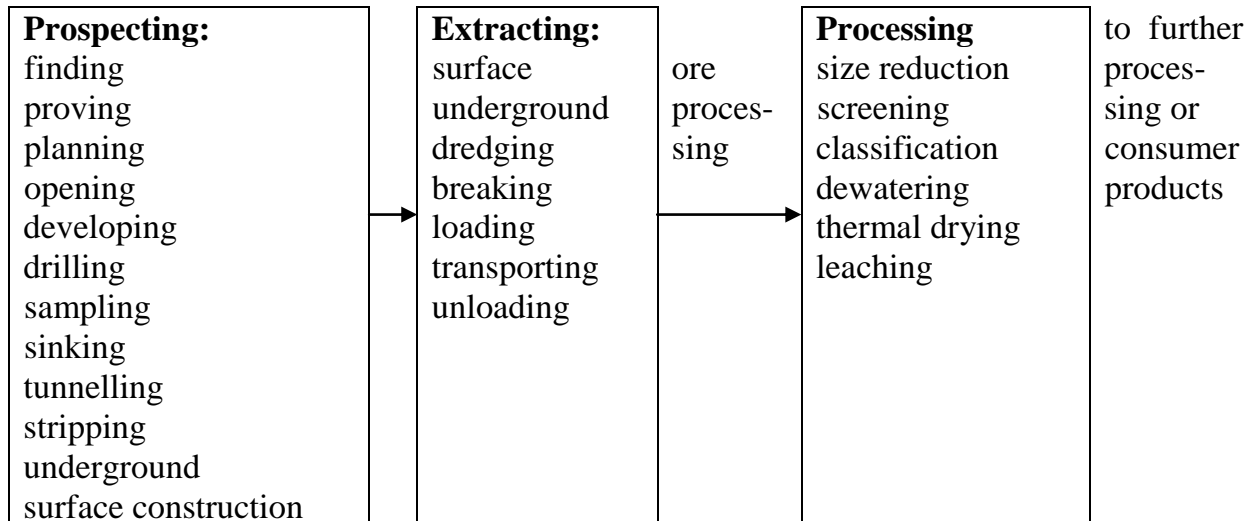 Prospecting:
finding
proving
planning
opening
developing
drilling
sampling
sinking
tunnelling
stripping
underground
surface construction
Extracting:
surface
underground
dredging
breaking
loading
transporting
unloading
ore
proces-
sing
Processing
size reduction
screening
classification
dewatering
thermal drying
leaching
to further
proces-
sing or
consumer
products